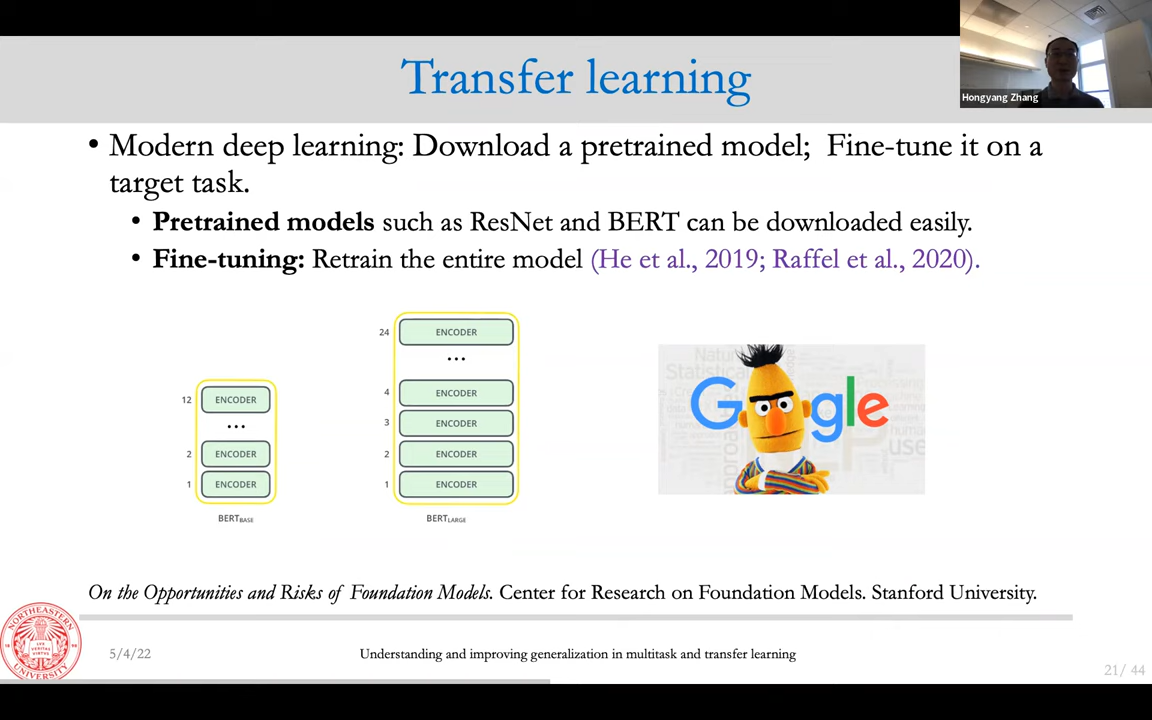 Transfer learning
Hongyang Zhang
• Modern deep learning: Download a pretrained model; Fine-tune it on a
target task.
• Pretrained models such as ResNet and BERT can be downloaded easily.
• Fine-tuning: Retrain the entire model (He et al., 2019; Raffel et al., 2020).
12 ENCODER
...
2 ENCODER
1 ENCODER
BERTBASE
24 ENCODER
...
4 ENCODER
3 ENCODER
2 ENCODER
1 ENCODER
BERTLARGE
Google
On the Opportunities and Risks of Foundation Models. Center for Research on Foundation Models. Stanford University.
NORTHEASTERN
UNIVERSITY
5/4/22
Understanding and improving generalization in multitask and transfer learning
21/ 44